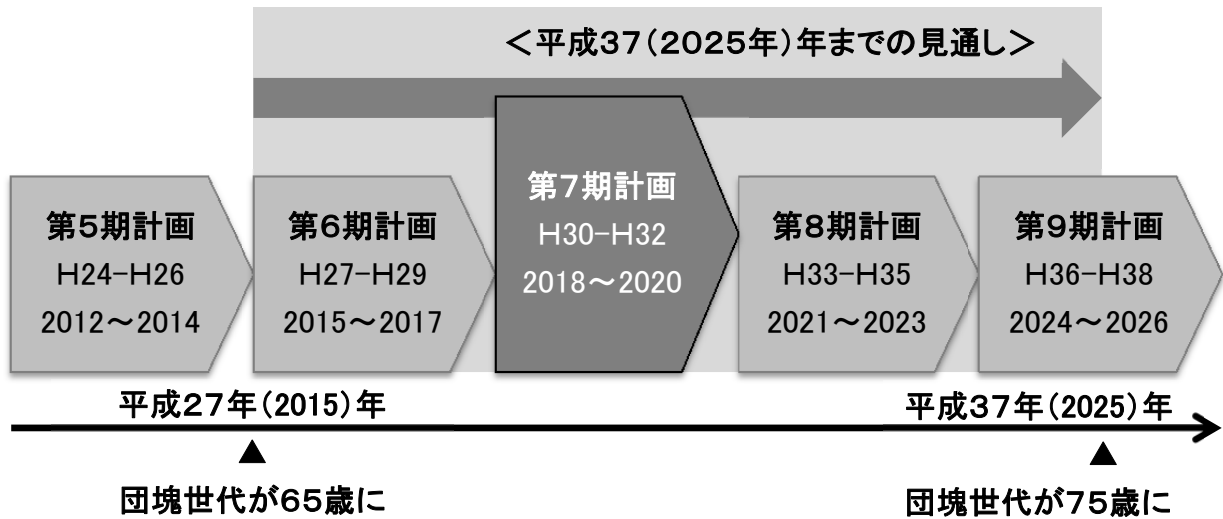 ＜平成３７（２０２５年）年までの見通し＞
第５期計画
H24-H26
2012～2014
第６期計画
H27-H29
2015～2017
第７期計画
H30-H32
2018～2020
第８期計画
H33-H35
2021～2023
第９期計画
H36-H38
2024～2026
平成２７年（2015）年
平成３７年（2025）年
▲
▲
団塊世代が６５歳に
団塊世代が７５歳に